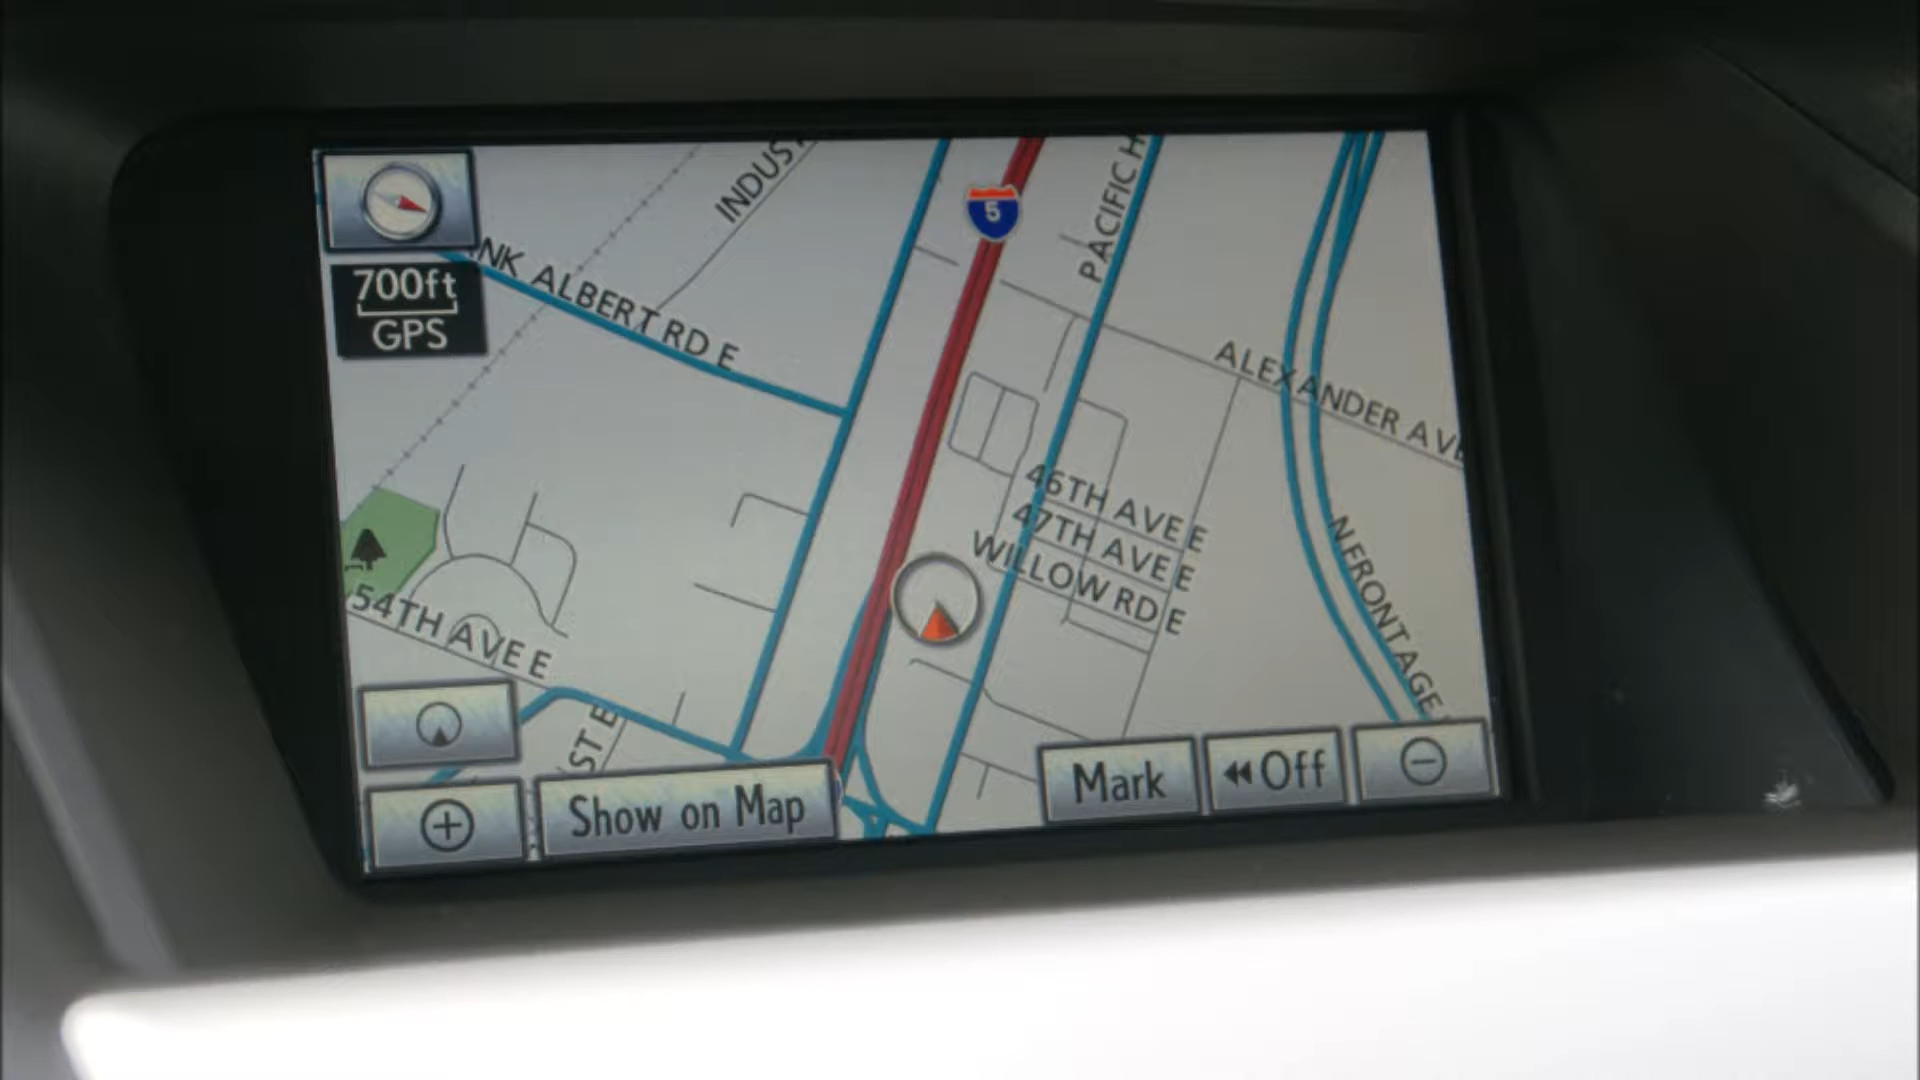 INDUST
5
PACIFIC H
NK ALBERT RD E
700ft
GPS
ALEXANDER AVE
46TH AVE E
47TH AVE E
WILLOW RD E
N FRONTAGE
54TH AVE E
ST E
Show on Map
Mark
Off